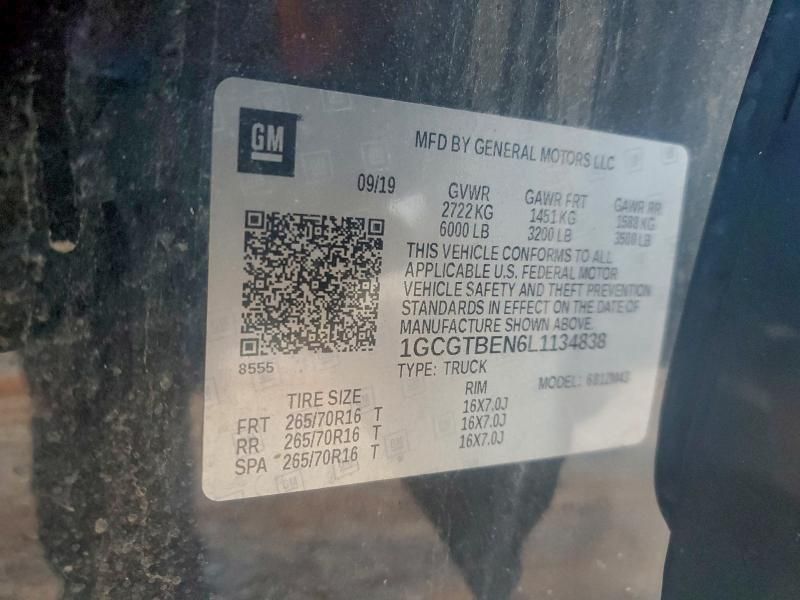 GM
MFD BY GENERAL MOTORS LLC
09/19
GVWR GAWR FRT GAWR RR
2722 KG 1451 KG 1588 KG
6000 LB 3200 LB 3500 LB
THIS VEHICLE CONFORMS TO ALL
APPLICABLE U.S. FEDERAL MOTOR
VEHICLE SAFETY AND THEFT PREVENTION
STANDARDS IN EFFECT ON THE DATE OF
MANUFACTURE SHOWN ABOVE.
1GCGTBEN6L1134838
8555
TYPE: TRUCK MODEL:
TIRE SIZE RIM
FRT 265/70R16 T 16X7.0J
RR 265/70R16 T 16X7.0J
SPA 265/70R16 T 16X7.0J